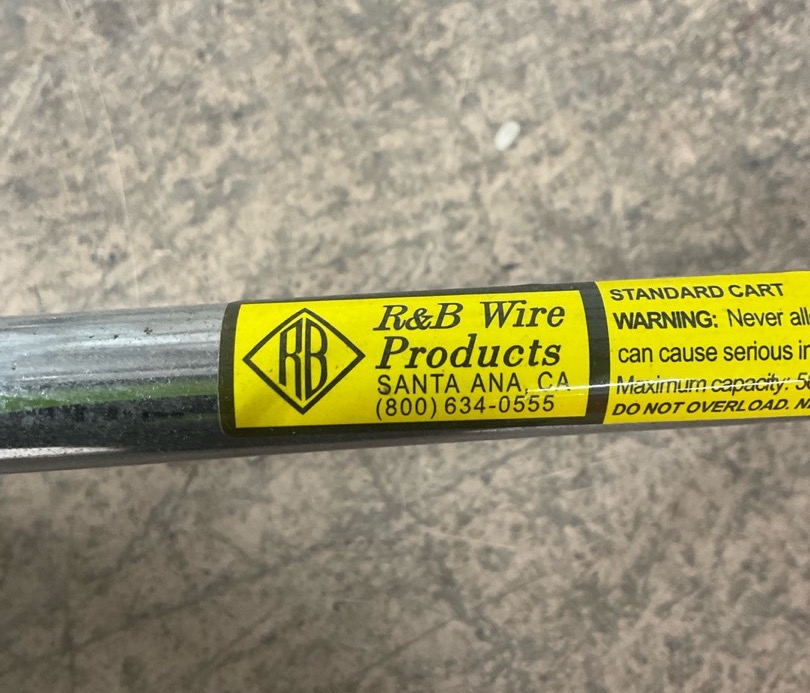 RB
R&B Wire
Products
SANTA ANA, CA
(800) 634-0555
STANDARD CART
WARNING: Never
can cause serious
Maximum capacity:
DO NOT OVERLOAD.